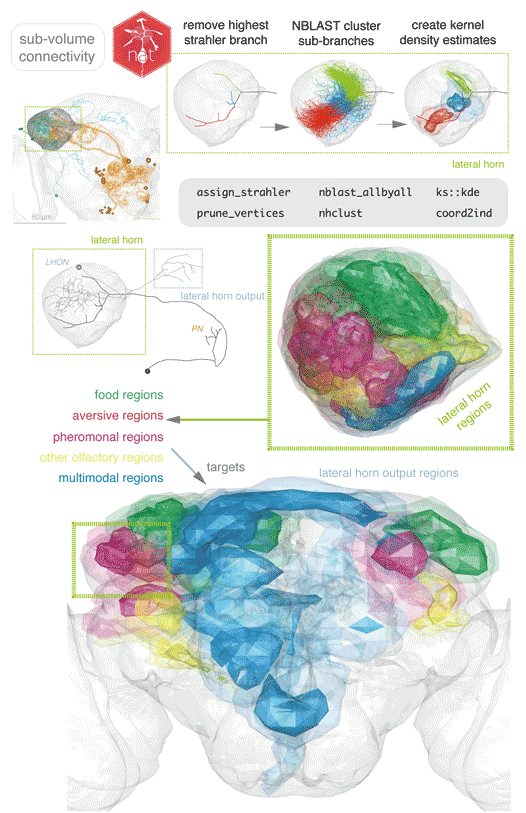 sub-volume
connectivity
nat
remove highest
strahler branch
NBLAST cluster
sub-branches
create kernel
density estimates
lateral horn
80 µm
assign_strahler
nblast_allbyall
ks::kde
prune_vertices
nhclust
coord2ind
lateral horn
LHON
lateral horn output
PN
lateral horn
regions
food regions
aversive regions
pheromonal regions
other olfactory regions
multimodal regions
targets
lateral horn output regions